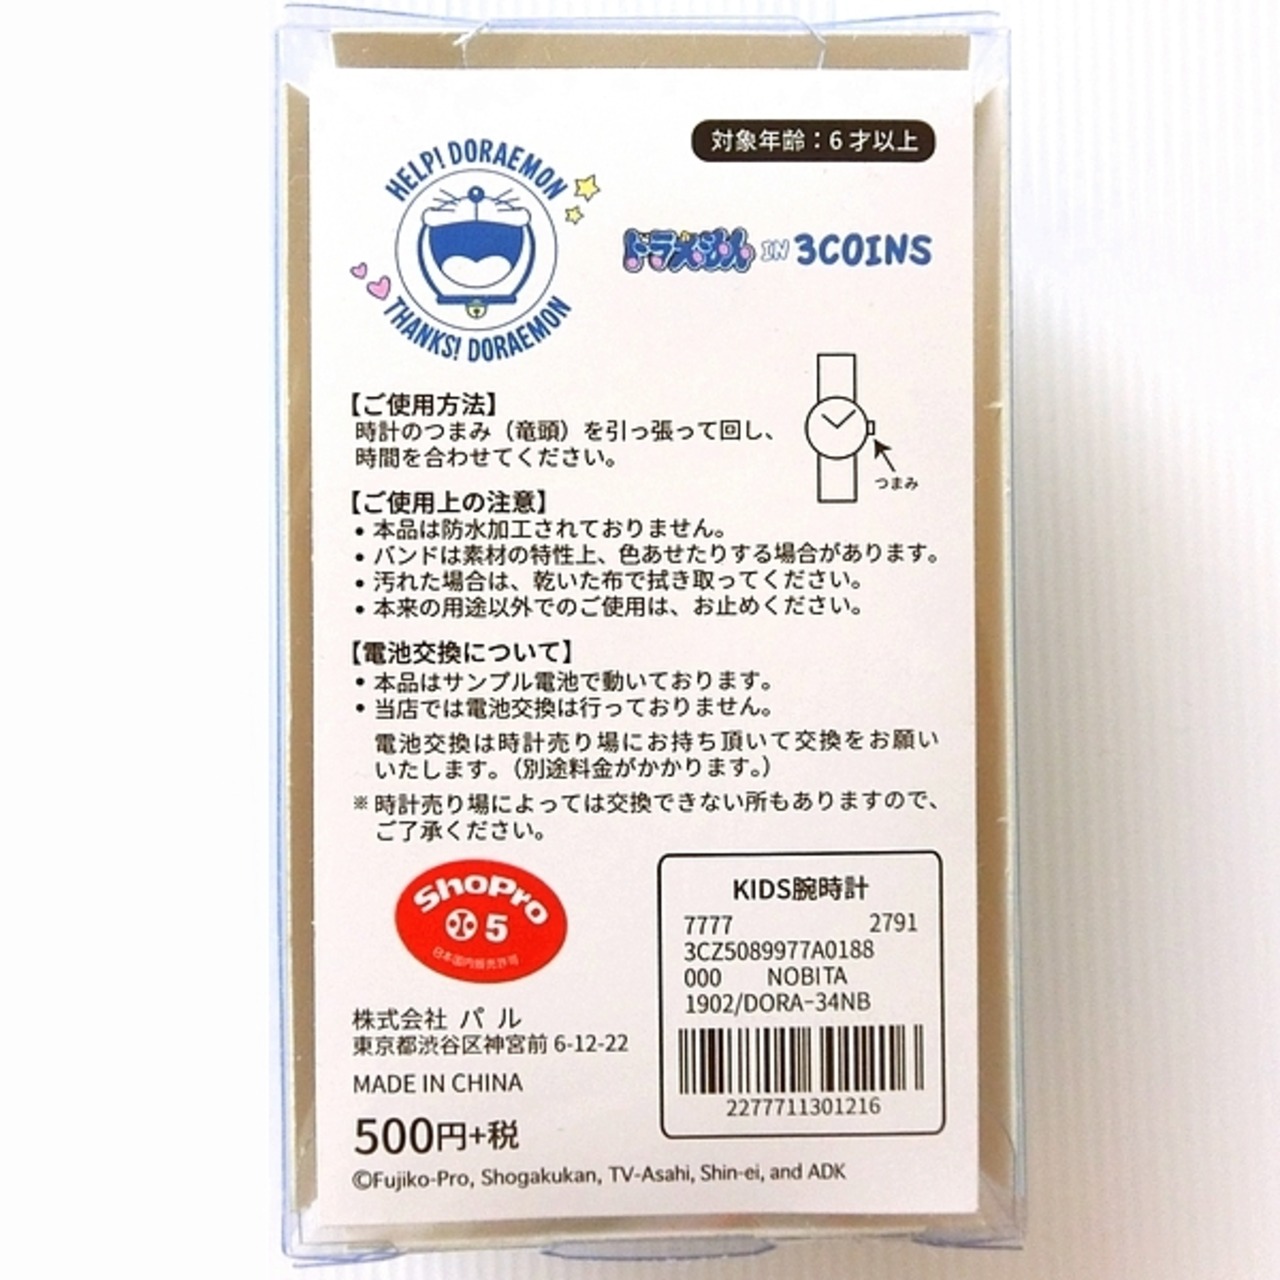 対象年齢：6才以上
HELP! DORAEMON
THANKS! DORAEMON
ドラえもん IN 3COINS
【ご使用方法】
時計のつまみ（竜頭）を引っ張って回し、
時間を合わせてください。
つまみ
【ご使用上の注意】
• 本品は防水加工されておりません。
• バンドは素材の特性上、色あせたりする場合があります。
• 汚れた場合は、乾いた布で拭き取ってください。
• 本来の用途以外でのご使用は、お止めください。
【電池交換について】
• 本品はサンプル電池で動いております。
• 当店では電池交換は行っておりません。
電池交換は時計売り場にお持ち頂いて交換をお願い
いたします。（別途料金がかかります。）
※時計売り場によっては交換できない所もありますので、
ご了承ください。
ShoPro
小 5
日本国内販売許可
株式会社 パル
東京都渋谷区神宮前 6-12-22
MADE IN CHINA
500円+税
KIDS腕時計
7777 2791
3CZ5089977A0188
000 NOBITA
1902/DORA-34NB
2277711301216
©Fujiko-Pro, Shogakukan, TV-Asahi, Shin-ei, and ADK